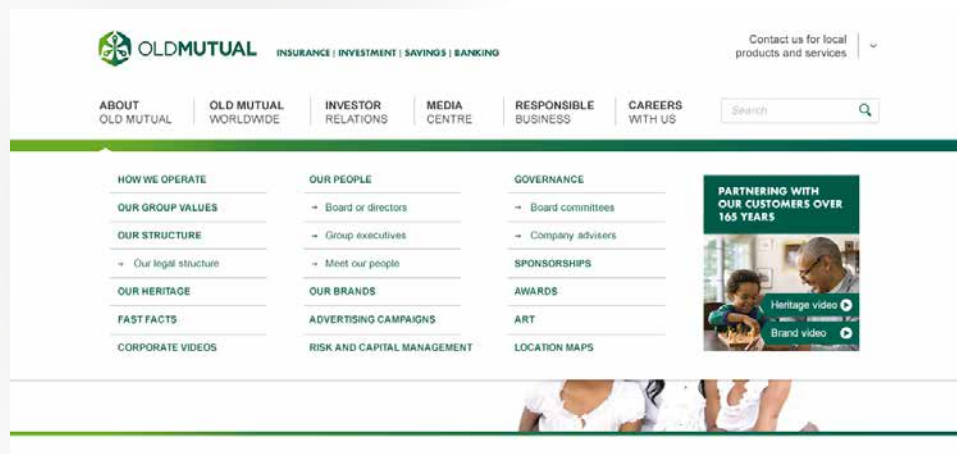 OLDMUTUAL
INSURANCE | INVESTMENT | SAVINGS | BANKING
Contact us for local
products and services
ABOUT
OLD MUTUAL
OLD MUTUAL
WORLDWIDE
INVESTOR
RELATIONS
MEDIA
CENTRE
RESPONSIBLE
BUSINESS
CAREERS
WITH US
Search
HOW WE OPERATE
OUR GROUP VALUES
OUR STRUCTURE
→ Our legal structure
OUR HERITAGE
FAST FACTS
CORPORATE VIDEOS
OUR PEOPLE
→ Board or directors
→ Group executives
→ Meet our people
OUR BRANDS
ADVERTISING CAMPAIGNS
RISK AND CAPITAL MANAGEMENT
GOVERNANCE
→ Board committees
→ Company advisers
SPONSORSHIPS
AWARDS
ART
LOCATION MAPS
PARTNERING WITH
OUR CUSTOMERS OVER
165 YEARS
Heritage video
Brand video